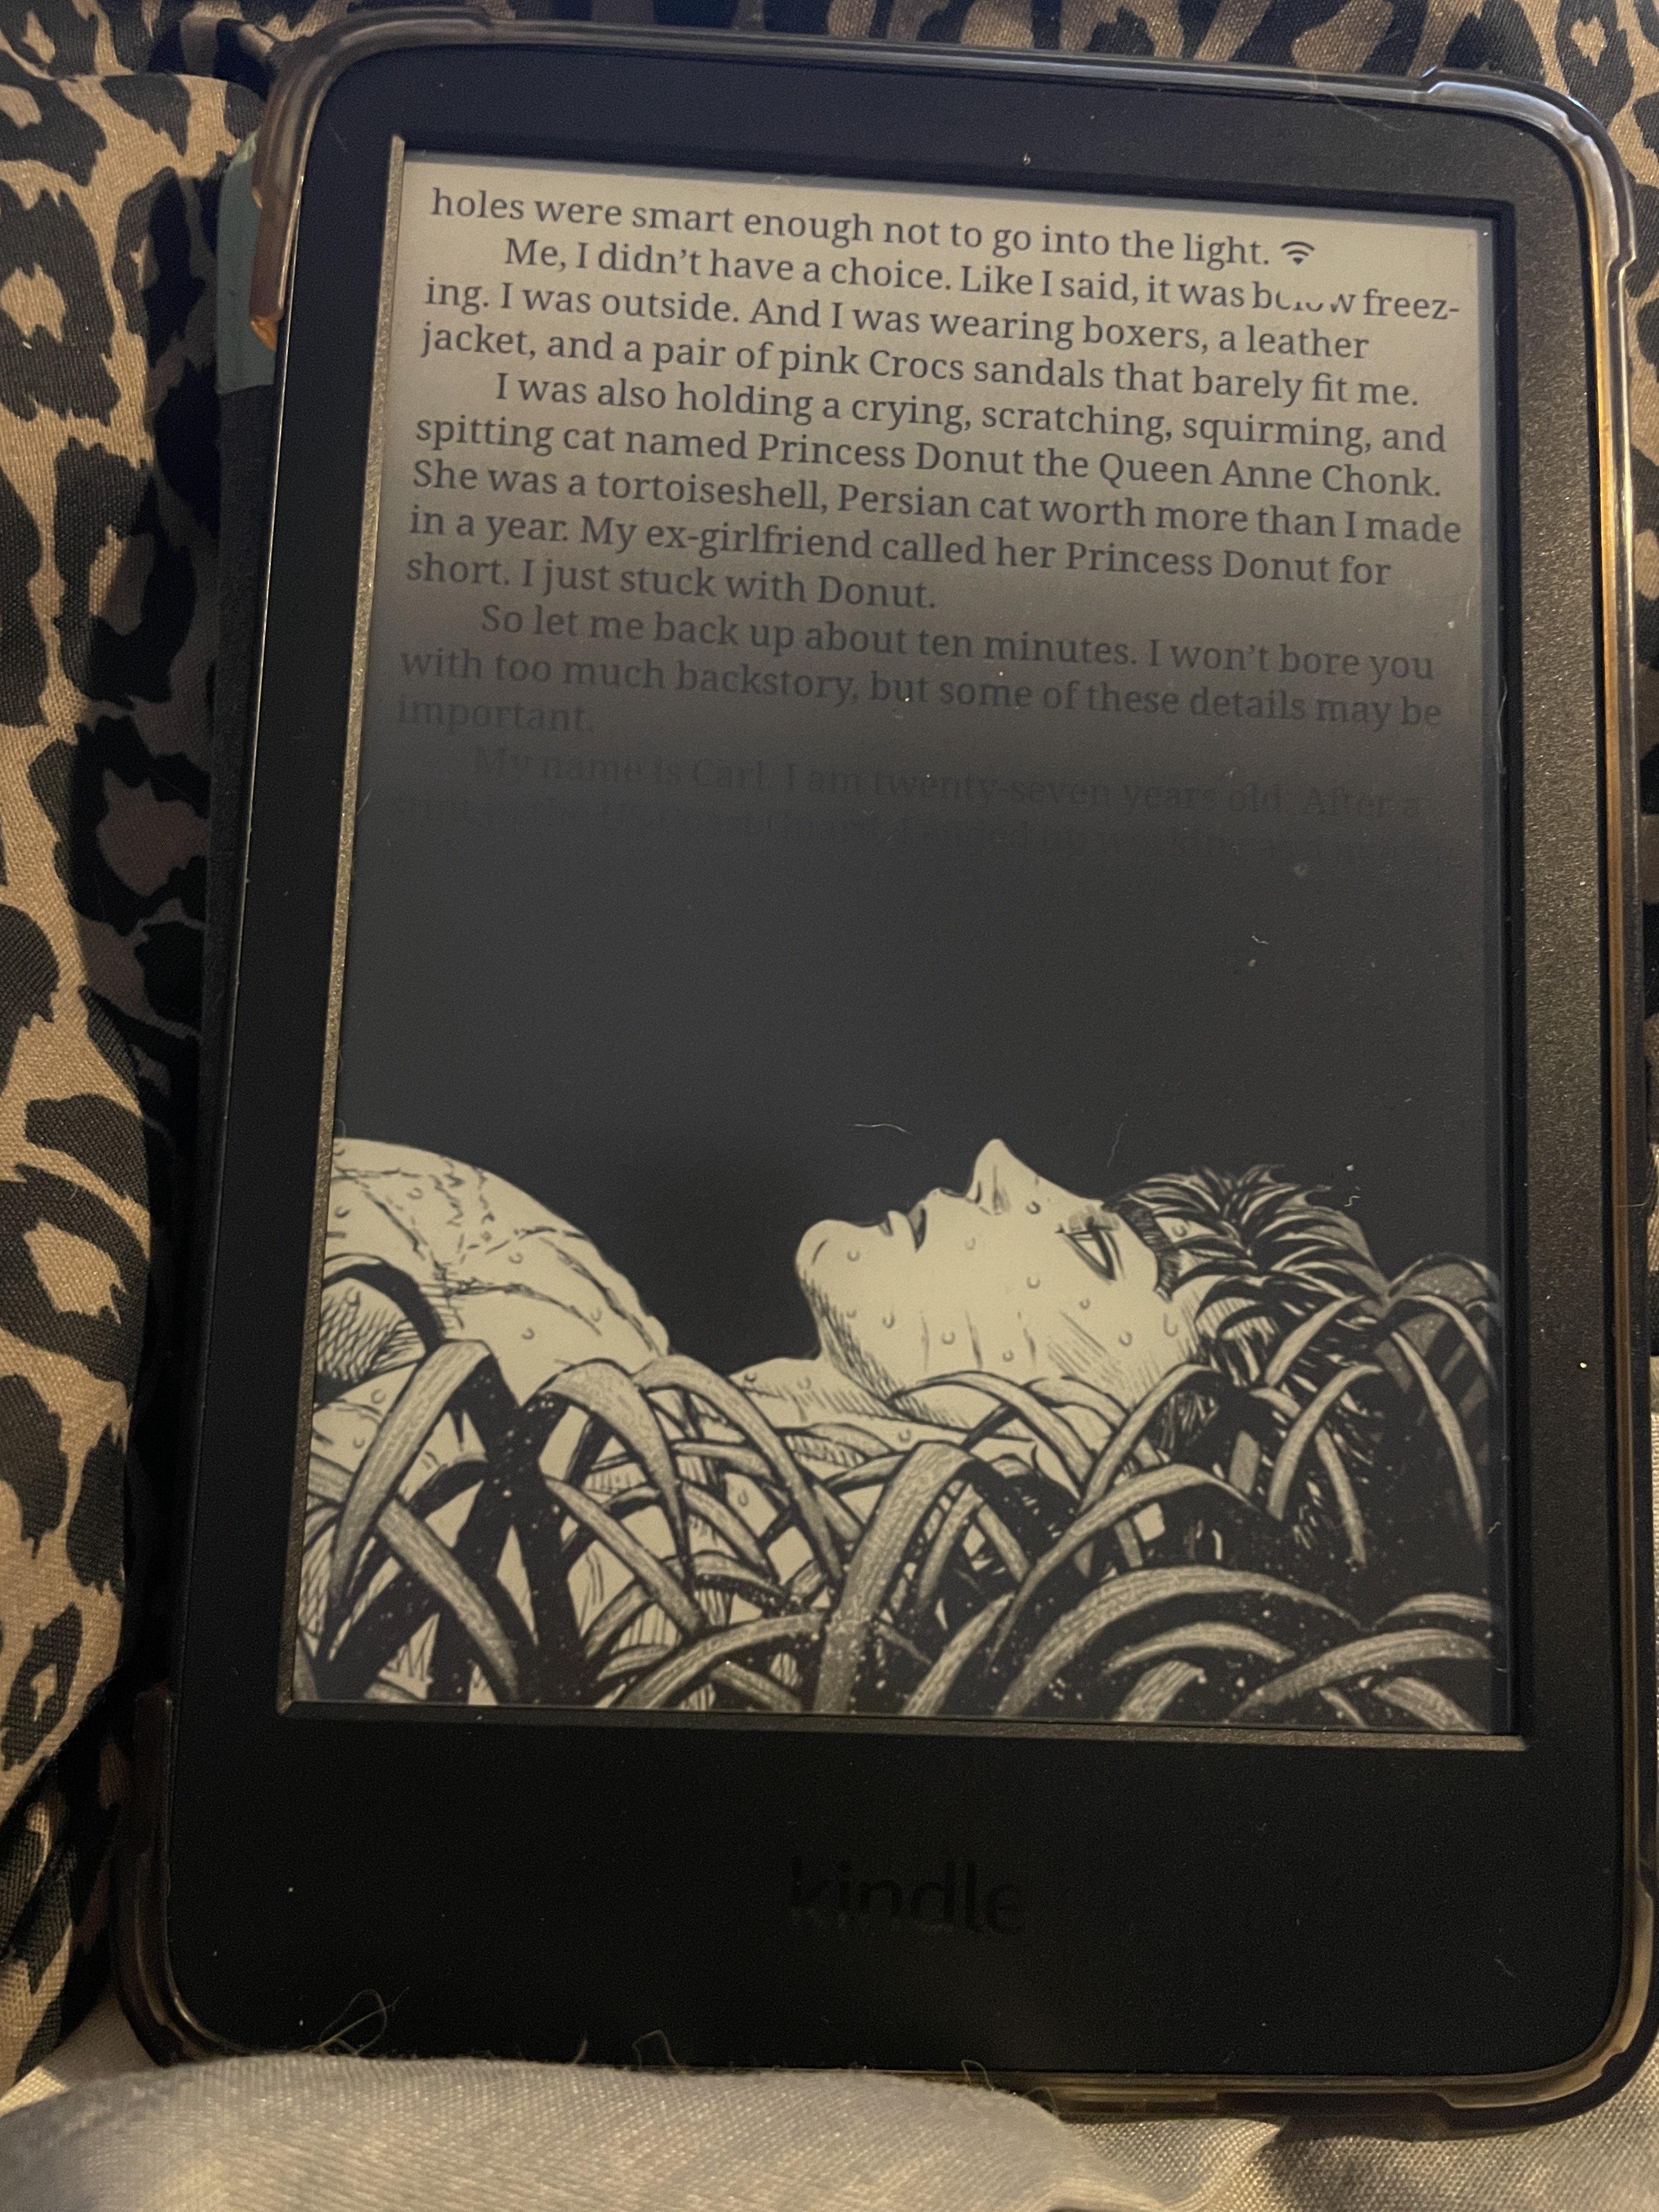 holes were smart enough not to go into the light.
Me, I didn't have a choice. Like I said, it was below freez-
ing. I was outside. And I was wearing boxers, a leather
jacket, and a pair of pink Crocs sandals that barely fit me.
I was also holding a crying, scratching, squirming, and
spitting cat named Princess Donut the Queen Anne Chonk.
She was a tortoiseshell, Persian cat worth more than I made
in a year. My ex-girlfriend called her Princess Donut for
short. I just stuck with Donut.
So let me back up about ten minutes. I won't bore you
with too much backstory, but some of these details may be
important.
My name is Carl. I am twenty-seven years old. After a
kindle